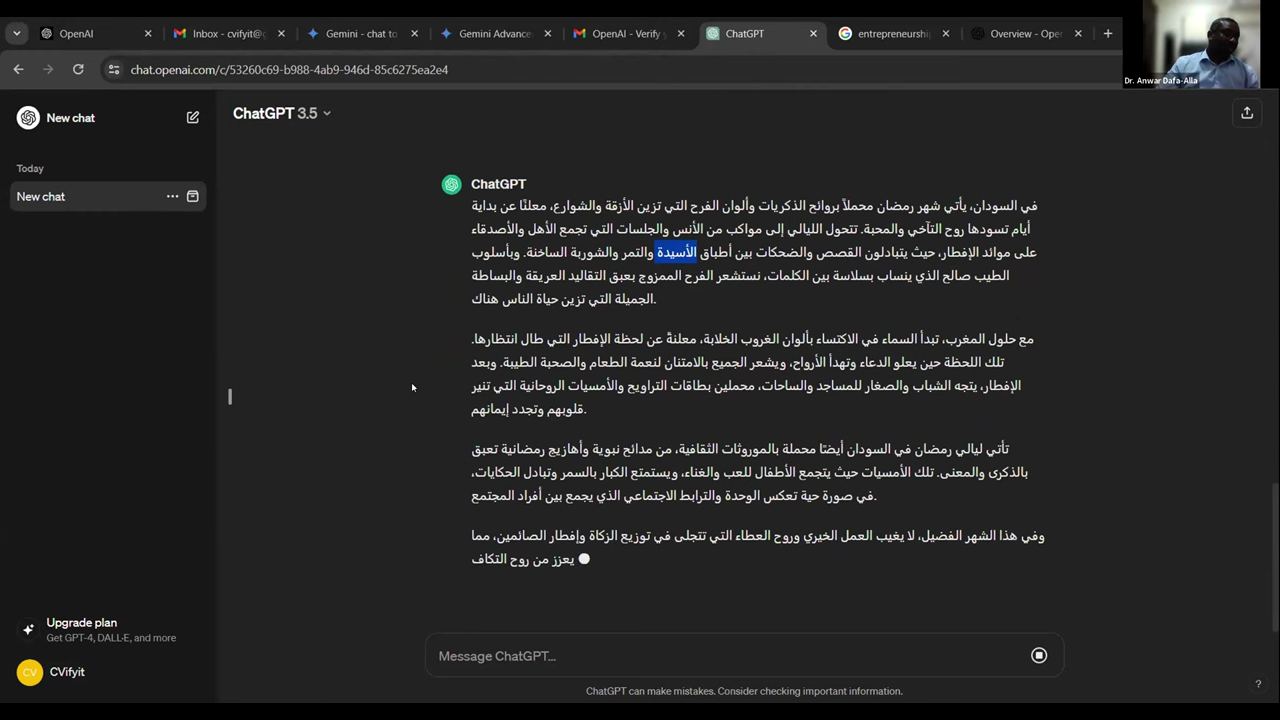 OpenAI
Inbox - cvifyit@g
Gemini - chat to
Gemini Advance
OpenAI - Verify y
ChatGPT
entrepreneurshi
Overview - Open
chat.openai.com/c/53260c69-b988-4ab9-946d-85c6275ea2e4
Dr. Anwar Dafa-Alla
New chat
ChatGPT 3.5
Today
New chat
ChatGPT
في السودان، يأتي شهر رمضان محملاً بروائح الذكريات وألوان الفرح التي تزين الأزقة والشوارع، معلنًا عن بداية
أيام تسودها روح التآخي والمحبة. تتحول الليالي إلى مواكب من الأنس والجلسات التي تجمع الأهل والأصدقاء
على موائد الإفطار، حيث يتبادلون القصص والضحكات بين أطباق الأسيدة والتمر والشوربة الساخنة. وبأسلوب
الطيب صالح الذي ينساب بسلاسة بين الكلمات، نستشعر الفرح الممزوج بعبق التقاليد العريقة والبساطة
الجميلة التي تزين حياة الناس هناك.
مع حلول المغرب، تبدأ السماء في الاكتساء بألوان الغروب الخلابة، معلنةً عن لحظة الإفطار التي طال انتظارها.
تلك اللحظة حين يعلو الدعاء وتهدأ الأرواح، ويشعر الجميع بالامتنان لنعمة الطعام والصحبة الطيبة. وبعد
الإفطار، يتجه الشباب والصغار للمساجد والساحات، محملين بطاقات التراويح والأمسيات الروحانية التي تنير
قلوبهم وتجدد إيمانهم.
تأتي ليالي رمضان في السودان أيضًا محملة بالموروثات الثقافية، من مدائح نبوية وأهازيج رمضانية تعبق
بالذكرى والمعنى. تلك الأمسيات حيث يتجمع الأطفال للعب والغناء، ويستمتع الكبار بالسمر وتبادل الحكايات،
في صورة حية تعكس الوحدة والترابط الاجتماعي الذي يجمع بين أفراد المجتمع.
وفي هذا الشهر الفضيل، لا يغيب العمل الخيري وروح العطاء التي تتجلى في توزيع الزكاة وإفطار الصائمين، مما
يعزز من روح التكاف
Upgrade plan
Get GPT-4, DALL·E, and more
CV
CVifyit
Message ChatGPT...
ChatGPT can make mistakes. Consider checking important information.
?